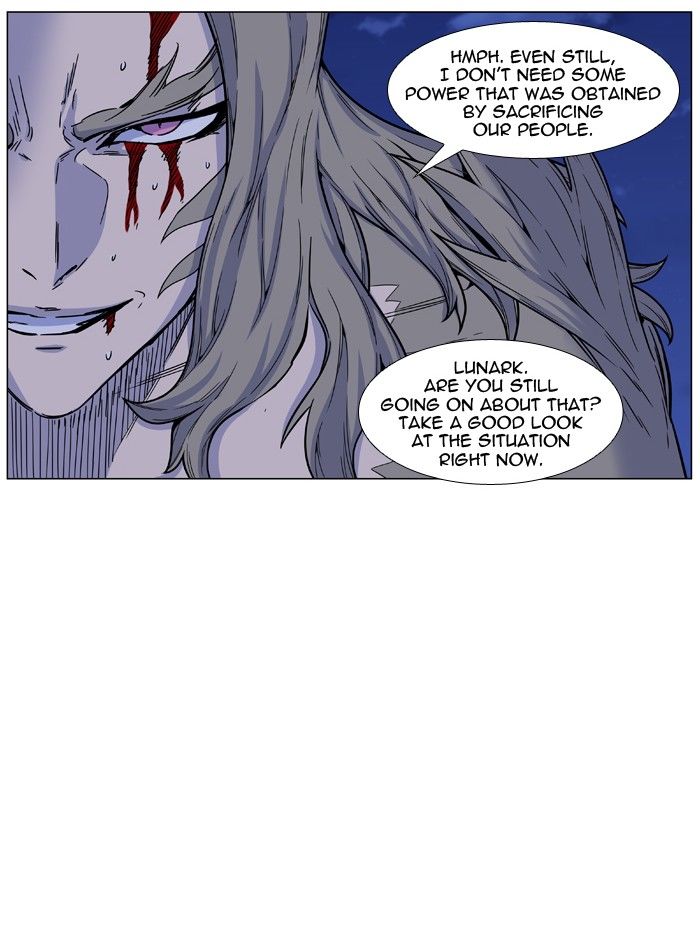 HMPH. EVEN STILL,
I DON'T NEED SOME
POWER THAT WAS OBTAINED
BY SACRIFICING
OUR PEOPLE.
LUNARK.
ARE YOU STILL
GOING ON ABOUT THAT?
TAKE A GOOD LOOK
AT THE SITUATION
RIGHT NOW.